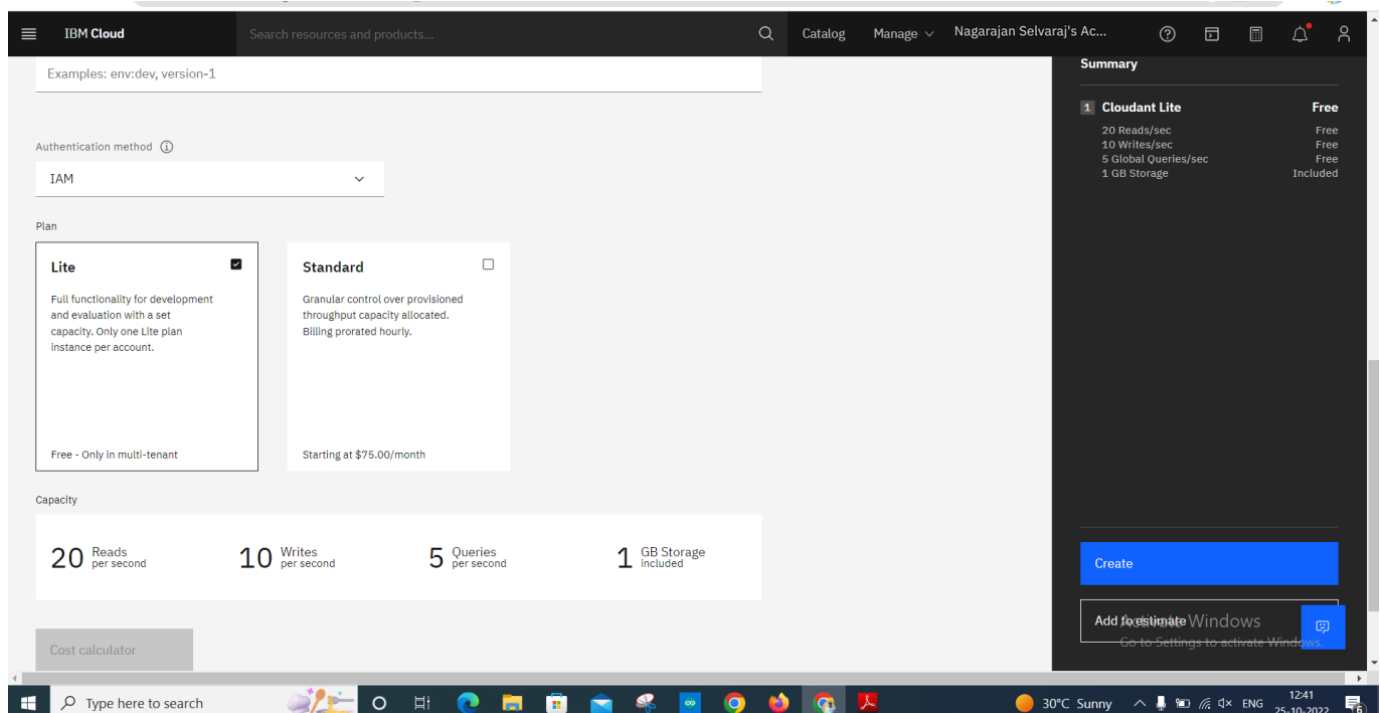 IBM Cloud
Search resources and products...
Catalog
Manage
Nagarajan Selvaraj's Ac...
Examples: env:dev, version-1
Authentication method
IAM
Plan
Lite
Full functionality for development
and evaluation with a set
capacity. Only one Lite plan
instance per account.
Free - Only in multi-tenant
Standard
Granular control over provisioned
throughput capacity allocated.
Billing prorated hourly.
Starting at $75.00/month
Capacity
20 Reads per second
10 Writes per second
5 Queries per second
1 GB Storage included
Cost calculator
Summary
1 Cloudant Lite Free
20 Reads/sec Free
10 Writes/sec Free
5 Global Queries/sec Free
1 GB Storage Included
Create
Add to estimate
Activate Windows
Go to Settings to activate Windows.
Type here to search
30°C Sunny
ENG
12:41
25-10-2022
6